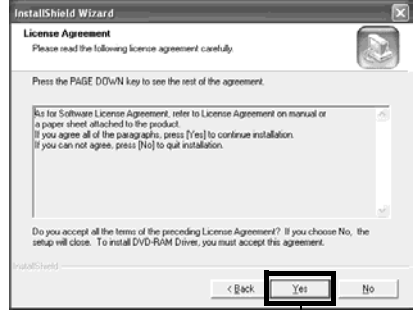 InstallShield Wizard
License Agreement
Please read the following license agreement carefully.
Press the PAGE DOWN key to see the rest of the agreement.
As for Software License Agreement, refer to License Agreement on manual or
a paper sheet attached to the product.
If you agree all of the paragraphs, press [Yes] to continue installation.
If you can not agree, press [No] to quit installation.
Do you accept all the terms of the preceding License Agreement? If you choose No, the
setup will close. To install DVD-RAM Driver, you must accept this agreement.
InstallShield
< Back Yes No